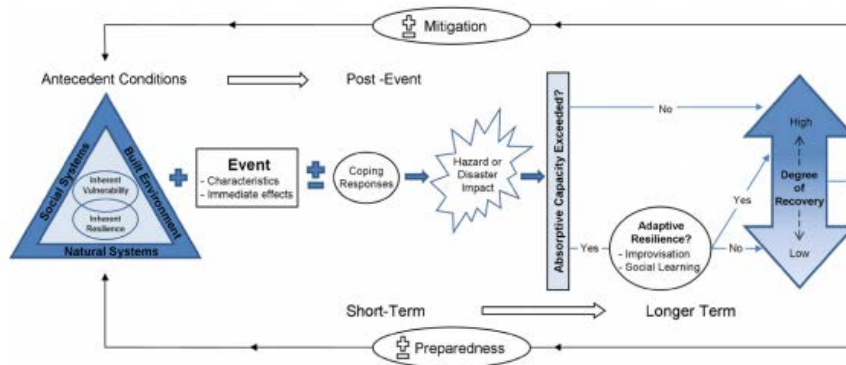 Mitigation
Antecedent Conditions
Post -Event
Social Systems
Built Environment
Natural Systems
Inherent
Vulnerability
Inherent
Resilience
Event
- Characteristics
- Immediate effects
Coping
Responses
Hazard or
Disaster
Impact
Absorptive Capacity Exceeded?
No
Yes
Adaptive
Resilience?
- Improvisation
- Social Learning
Yes
No
High
Degree of
Recovery
Low
Short-Term
Longer Term
Preparedness